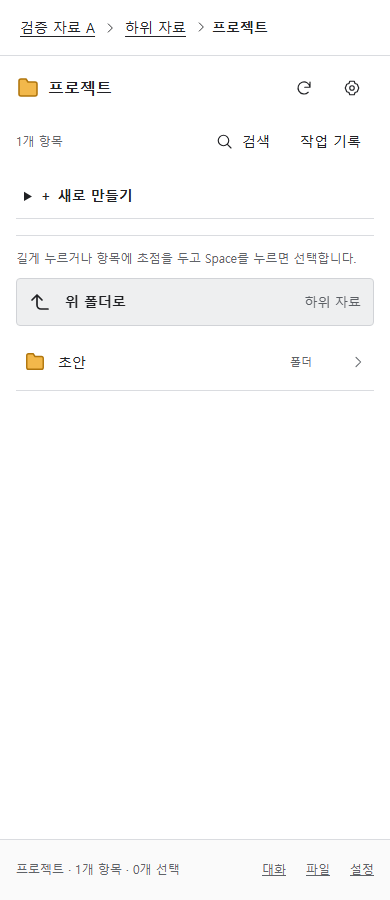 검증 자료 A > 하위 자료 > 프로젝트
프로젝트
1개 항목 검색 작업 기록
▶ + 새로 만들기
길게 누르거나 항목에 초점을 두고 Space를 누르면 선택합니다.
위 폴더로 하위 자료
초안 폴더
프로젝트 · 1개 항목 · 0개 선택 대화 파일 설정